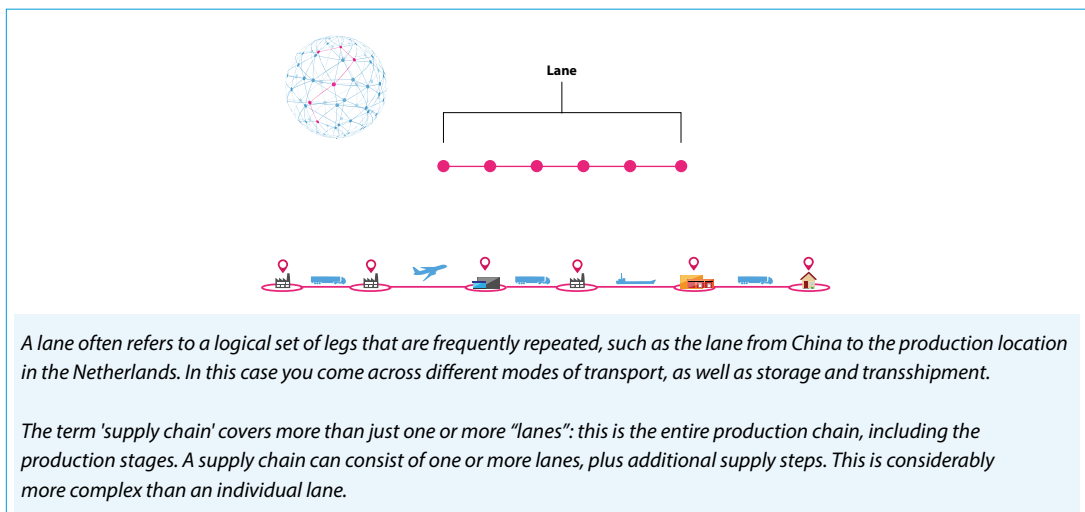 Lane
A lane often refers to a logical set of legs that are frequently repeated, such as the lane from China to the production location
in the Netherlands. In this case you come across different modes of transport, as well as storage and transshipment.
The term 'supply chain' covers more than just one or more “lanes”: this is the entire production chain, including the
production stages. A supply chain can consist of one or more lanes, plus additional supply steps. This is considerably
more complex than an individual lane.